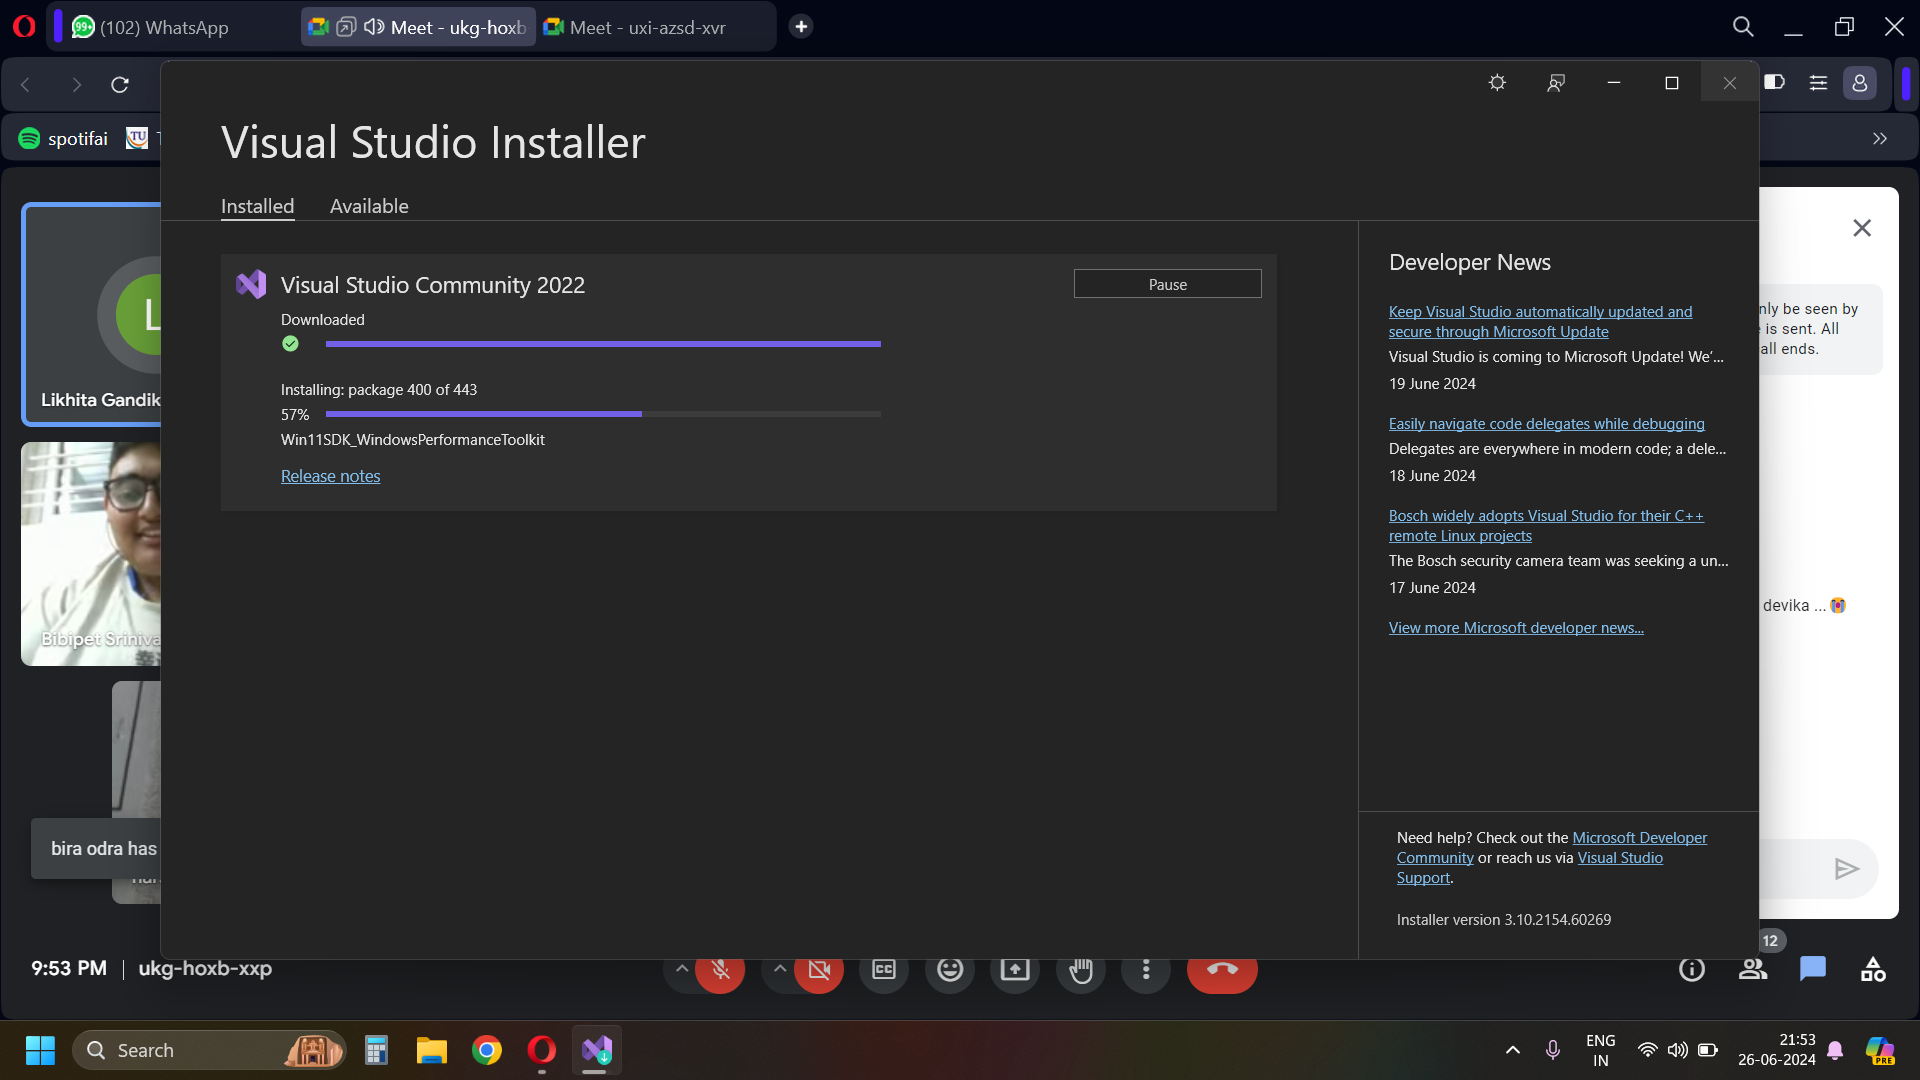 99+
(102) WhatsApp
Meet - ukg-hoxb
Meet - uxi-azsd-xvr
spotifai
TU
Visual Studio Installer
Installed
Available
Visual Studio Community 2022
Pause
Downloaded
Installing: package 400 of 443
57%
Win11SDK_WindowsPerformanceToolkit
Release notes
Developer News
Keep Visual Studio automatically updated and
secure through Microsoft Update
Visual Studio is coming to Microsoft Update! We'...
19 June 2024
Easily navigate code delegates while debugging
Delegates are everywhere in modern code; a dele...
18 June 2024
Bosch widely adopts Visual Studio for their C++
remote Linux projects
The Bosch security camera team was seeking a un...
17 June 2024
View more Microsoft developer news...
Need help? Check out the Microsoft Developer
Community or reach us via Visual Studio
Support.
Installer version 3.10.2154.60269
L
Likhita Gandik
Bibipet Sriniva
bira odra has
nly be seen by
is sent. All
all ends.
devika ... 😭
12
9:53 PM | ukg-hoxb-xxp
Search
ENG
IN
21:53
26-06-2024
PRE